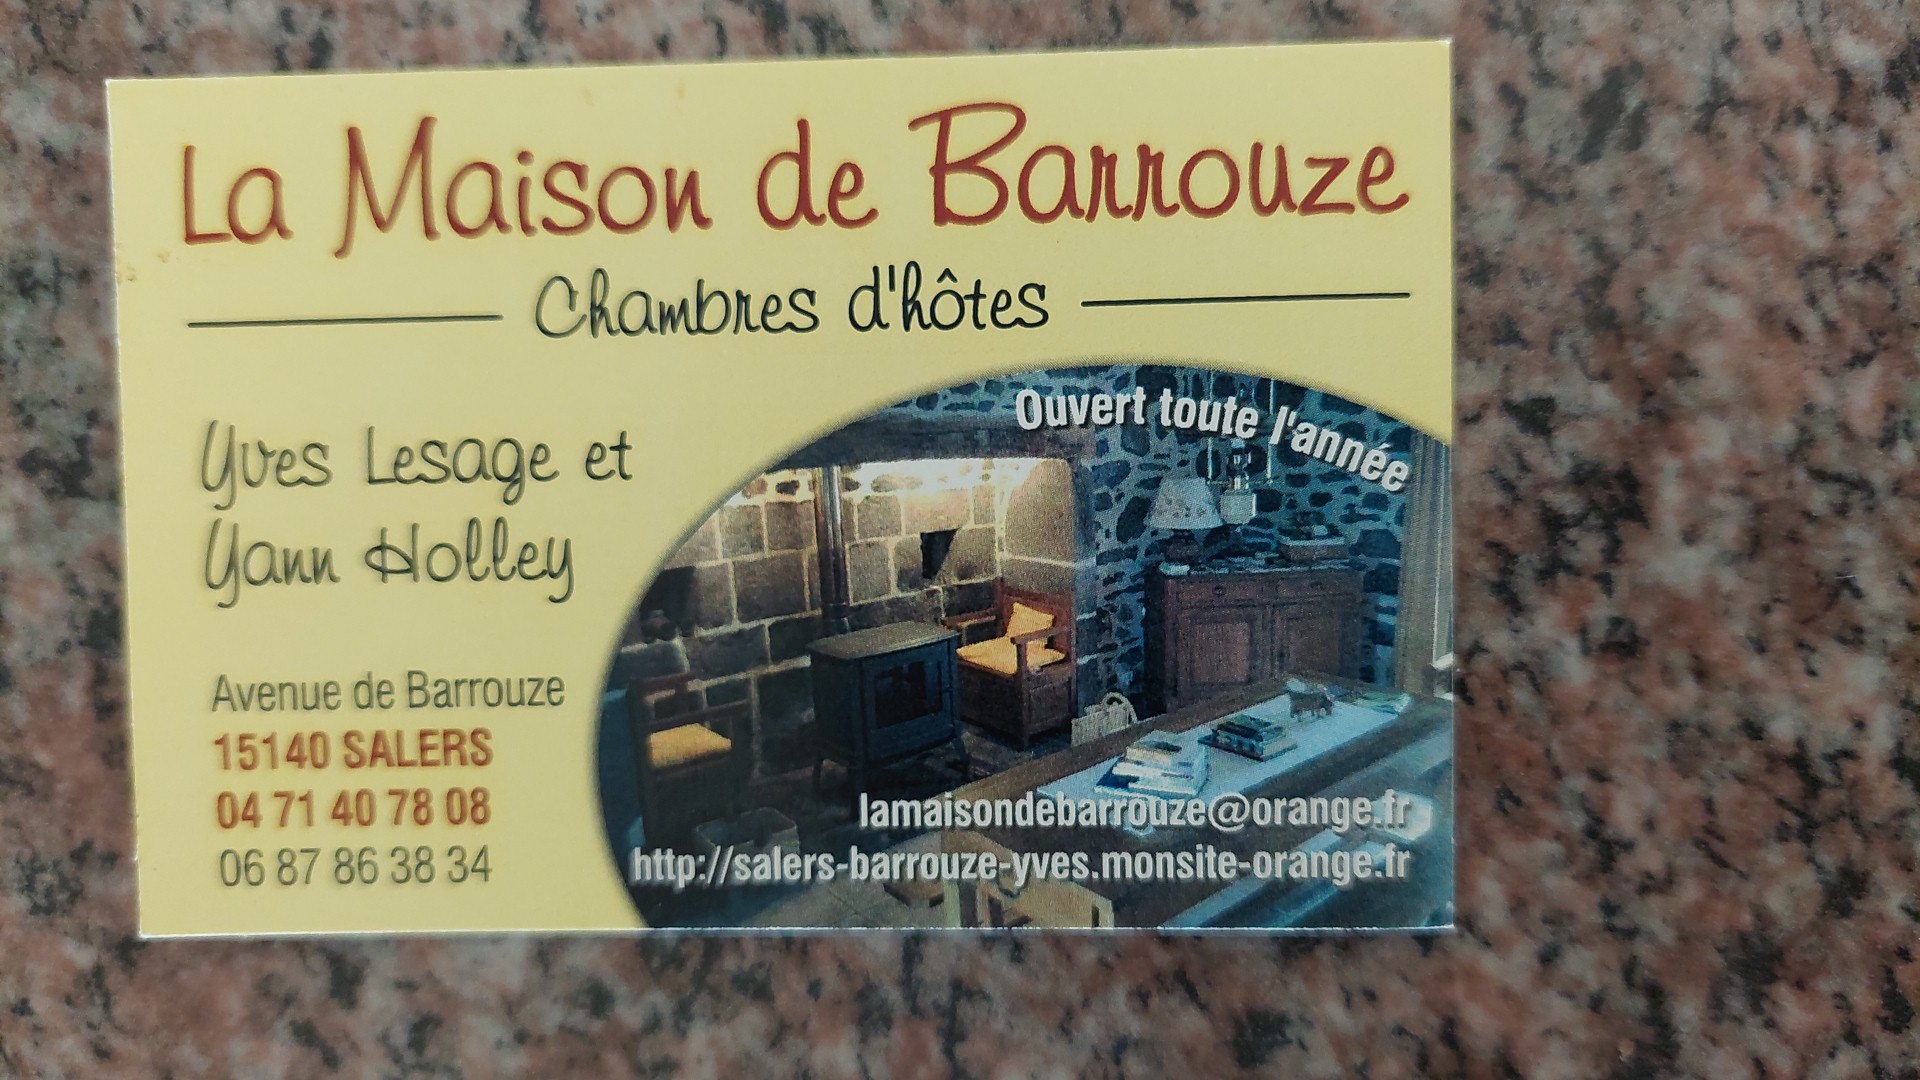 La Maison de Barrouze
Chambres d'hôtes
Yves Lesage et
Yann Holley
Avenue de Barrouze
15140 SALERS
04 71 40 78 08
06 87 86 38 34
Ouvert toute l'année
lamaisondebarrouze@orange.fr
http://salers-barrouze-yves.monsite-orange.fr